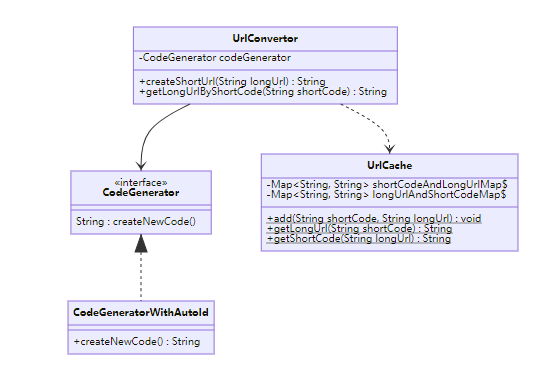 UrlConvertor
-CodeGenerator codeGenerator
+createShortUrl(String longUrl) : String
+getLongUrlByShortCode(String shortCode) : String
«interface»
CodeGenerator
String : createNewCode()
UrlCache
-Map<String, String> shortCodeAndLongUrlMap$
-Map<String, String> longUrlAndShortCodeMap$
+add(String shortCode, String longUrl) : void
+getLongUrl(String shortCode) : String
+getShortCode(String longUrl) : String
CodeGeneratorWithAutoId
+createNewCode() : String